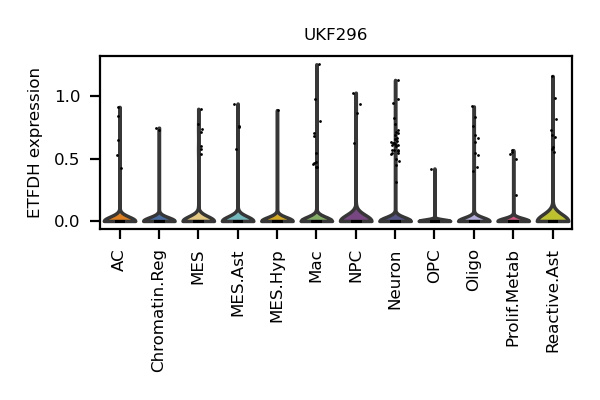 UKF296
ETFDH expression
1.0
0.5
0.0
AC
Chromatin.Reg
MES
MES.Ast
MES.Hyp
Mac
NPC
Neuron
OPC
Oligo
Prolif.Metab
Reactive.Ast